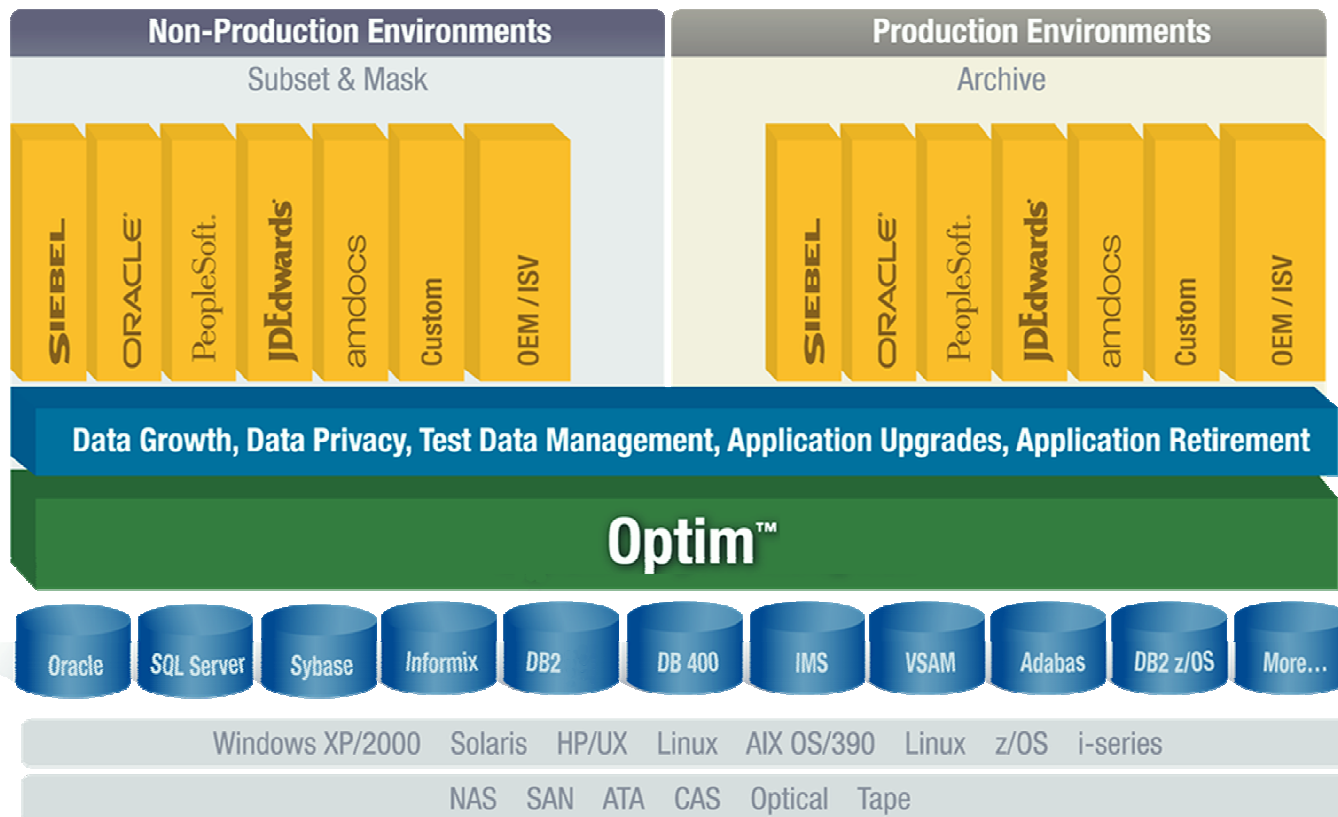 Non-Production Environments
Production Environments
Subset & Mask
Archive
SIEBEL
ORACLE®
PeopleSoft.
JDEdwards®
amdocs
Custom
OEM / ISV
SIEBEL
ORACLE®
PeopleSoft.
JDEdwards®
amdocs
Custom
OEM / ISV
Data Growth, Data Privacy, Test Data Management, Application Upgrades, Application Retirement
Optim™
Oracle
SQL Server
Sybase
Informix
DB2
DB 400
IMS
VSAM
Adabas
DB2 z/OS
More...
Windows XP/2000 Solaris HP/UX Linux AIX OS/390 Linux z/OS i-series
NAS SAN ATA CAS Optical Tape